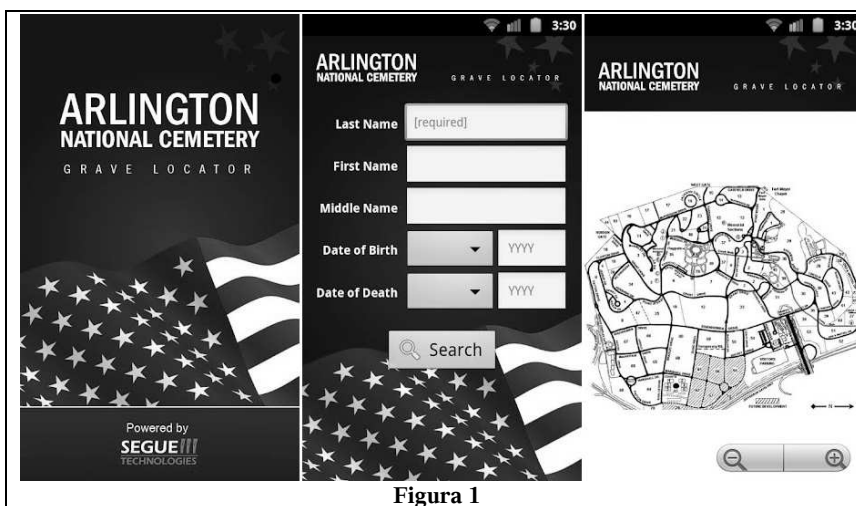 ARLINGTON
NATIONAL CEMETERY
GRAVE LOCATOR
Powered by
SEGUE
TECHNOLOGIES
3:30
ARLINGTON
NATIONAL CEMETERY
GRAVE LOCATOR
Last Name
[required]
First Name
Middle Name
Date of Birth
YYYY
Date of Death
YYYY
Search
3:30
ARLINGTON
NATIONAL CEMETERY
GRAVE LOCATOR
FUTURE DEVELOPMENT
Figura 1